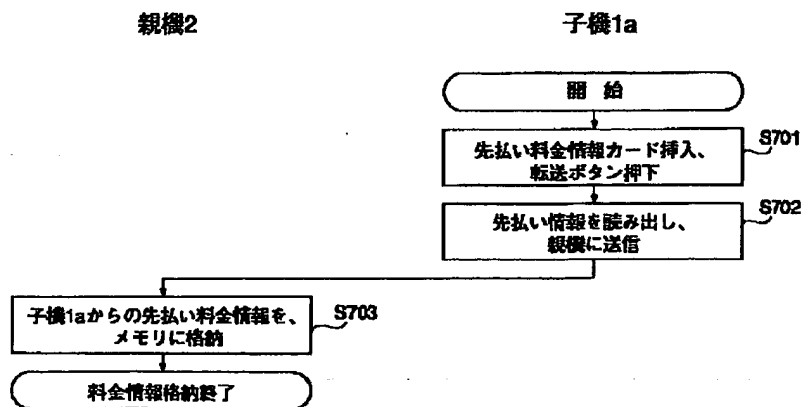 親機2
子機1a
開 始
S701
先払い料金情報カード挿入、
転送ボタン押下
S702
先払い情報を読み出し、
親機に送信
子機1aからの先払い料金情報を、
メモリに格納
S703
料金情報格納終了